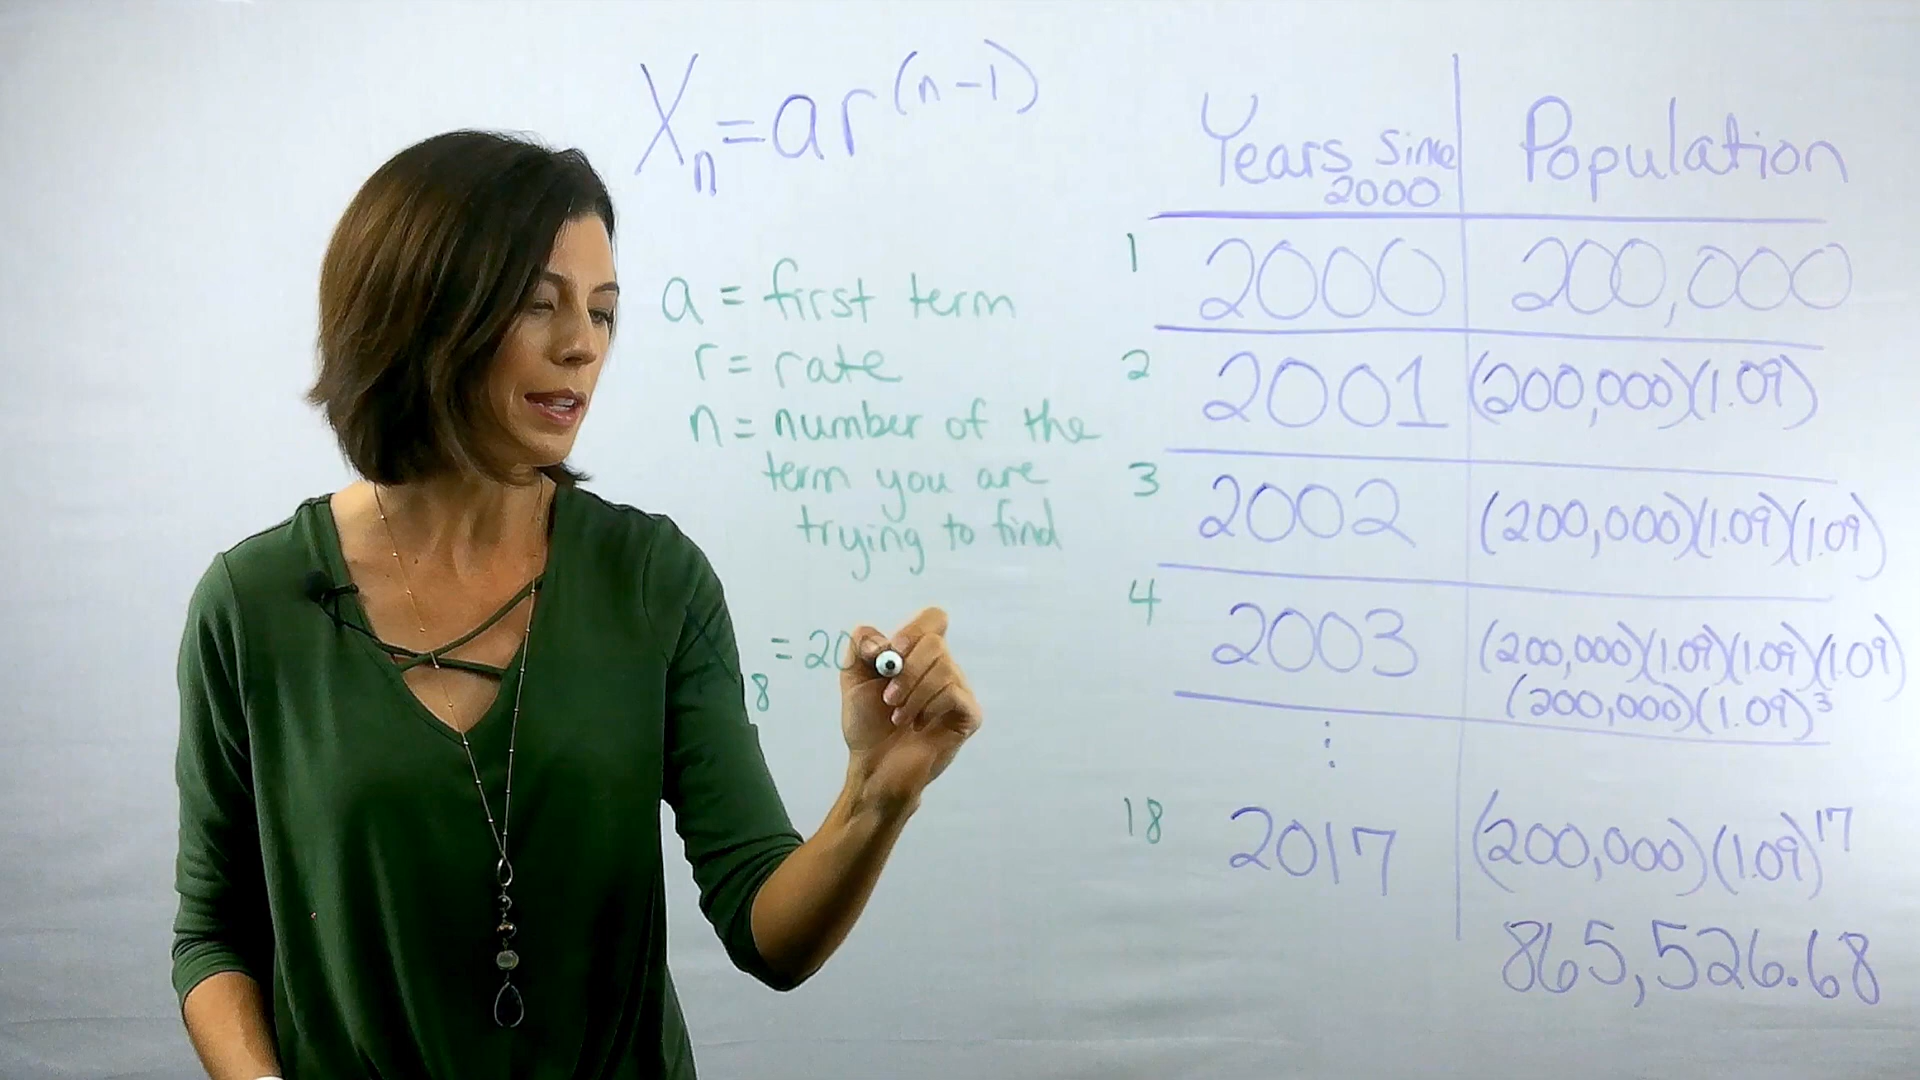 Xn = ar^(n-1)
a = first term
r = rate
n = number of the
term you are
trying to find
8 = 20
Years since 2000 Population
1 2000 200,000
2 2001 (200,000)(1.09)
3 2002 (200,000)(1.09)(1.09)
4 2003 (200,000)(1.09)(1.09)(1.09)
(200,000)(1.09)³
⋮
18 2017 (200,000)(1.09)¹⁷
865,526.68